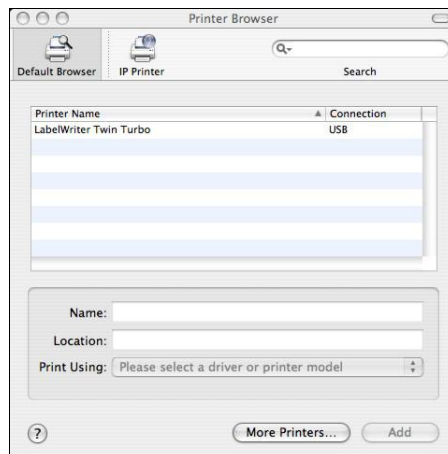 Printer Browser
Default Browser IP Printer Search
Printer Name Connection
LabelWriter Twin Turbo USB
Name:
Location:
Print Using: Please select a driver or printer model
? More Printers... Add